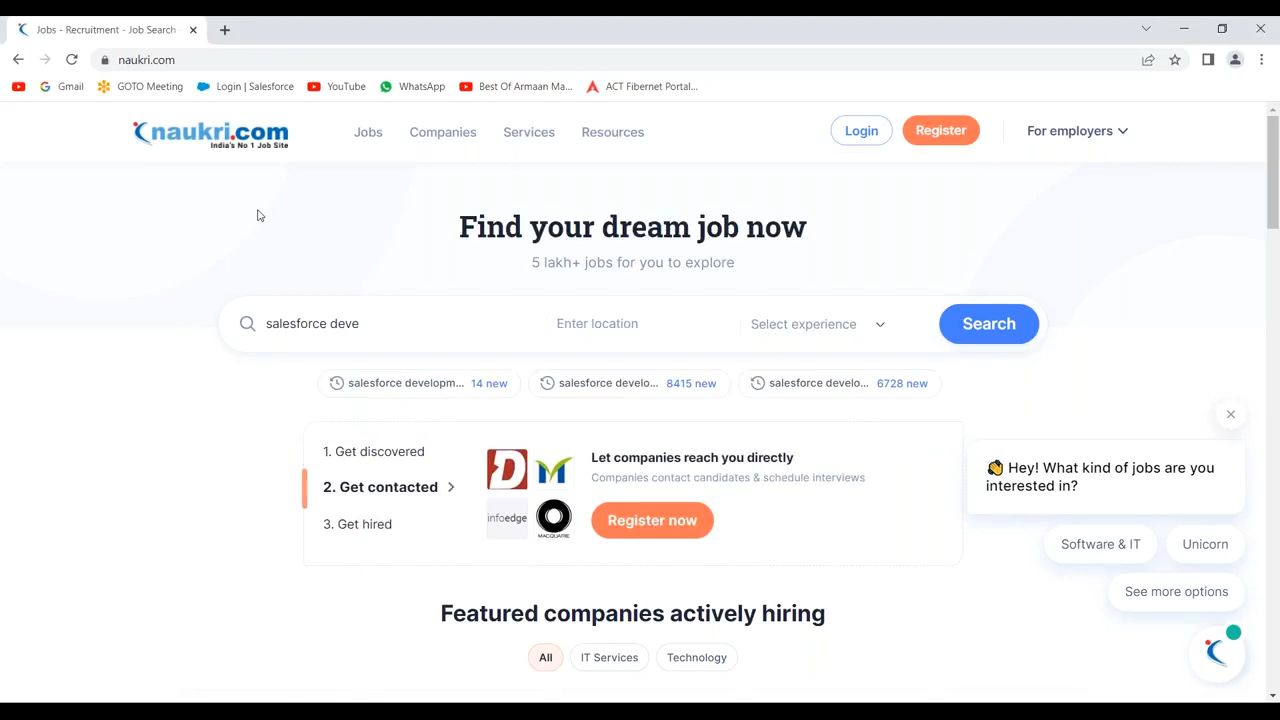 Jobs - Recruitment - Job Search
naukri.com
Gmail
GOTO Meeting
Login | Salesforce
YouTube
WhatsApp
Best Of Armaan Ma...
ACT Fibernet Portal...
naukri.com
India's No 1 Job Site
Jobs
Companies
Services
Resources
Login
Register
For employers
Find your dream job now
5 lakh+ jobs for you to explore
salesforce deve
Enter location
Select experience
Search
salesforce developm... 14 new
salesforce develo... 8415 new
salesforce develo... 6728 new
1. Get discovered
2. Get contacted
3. Get hired
infoedge
MACQUARIE
Let companies reach you directly
Companies contact candidates & schedule interviews
Register now
👋 Hey! What kind of jobs are you
interested in?
Software & IT
Unicorn
See more options
Featured companies actively hiring
All
IT Services
Technology